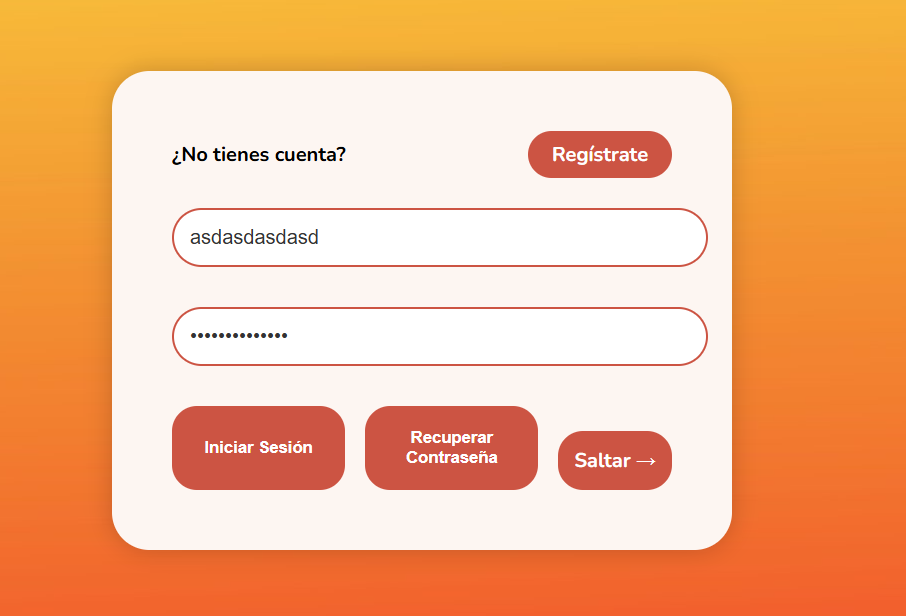 ¿No tienes cuenta?
Regístrate
asdasdasdasd
••••••••••••••
Iniciar Sesión
Recuperar
Contraseña
Saltar →